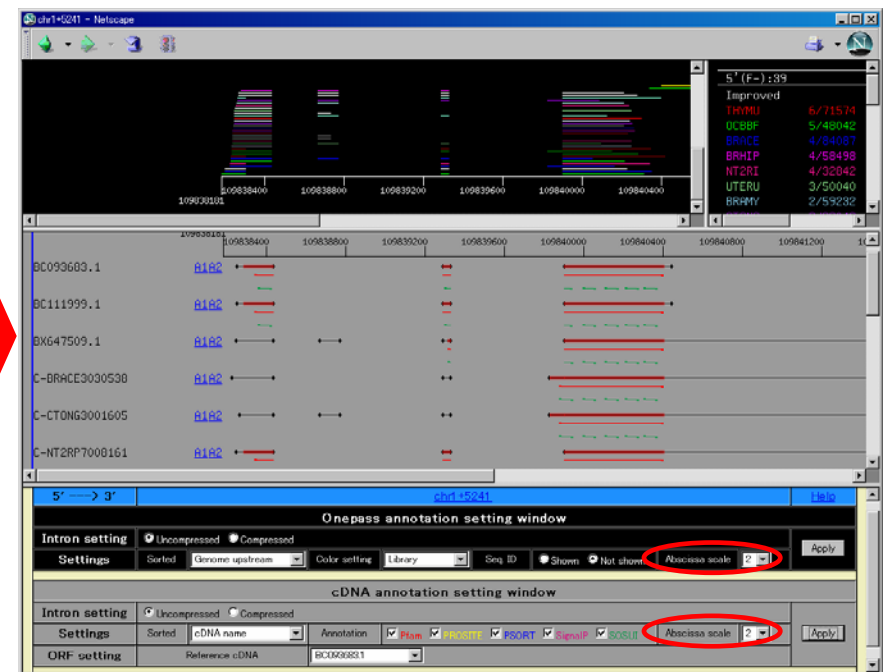 chr1+5241 - Netscape
5'(F-):39
Improved
THYMU 6/71574
OCBBF 5/48042
BRACE 4/84087
BRHIP 4/58498
NT2RI 4/32042
UTERU 3/50040
BRAMY 2/59232
109838400 109838800 109839200 109839600 109840000 109840400
109838181
109838181
109838400 109838800 109839200 109839600 109840000 109840400 109840800 109841200
BC093683.1 A1A2
BC111999.1 A1A2
BX647509.1 A1A2
C-BRACE3030538 A1A2
C-CTONG3001605 A1A2
C-NT2RP7008161 A1A2
5' ---> 3' chr1 +5241 Help
Onepass annotation setting window
Intron setting Uncompressed Compressed
Apply
Settings Sorted Genome upstream Color setting Library Seq ID Shown Not shown Abscissa scale 2
cDNA annotation setting window
Intron setting Uncompressed Compressed
Settings Sorted cDNA name Annotation Pfam PROSITE PSORT SignalP SOSUI Abscissa scale 2 Apply
ORF setting Reference cDNA BC093683.1